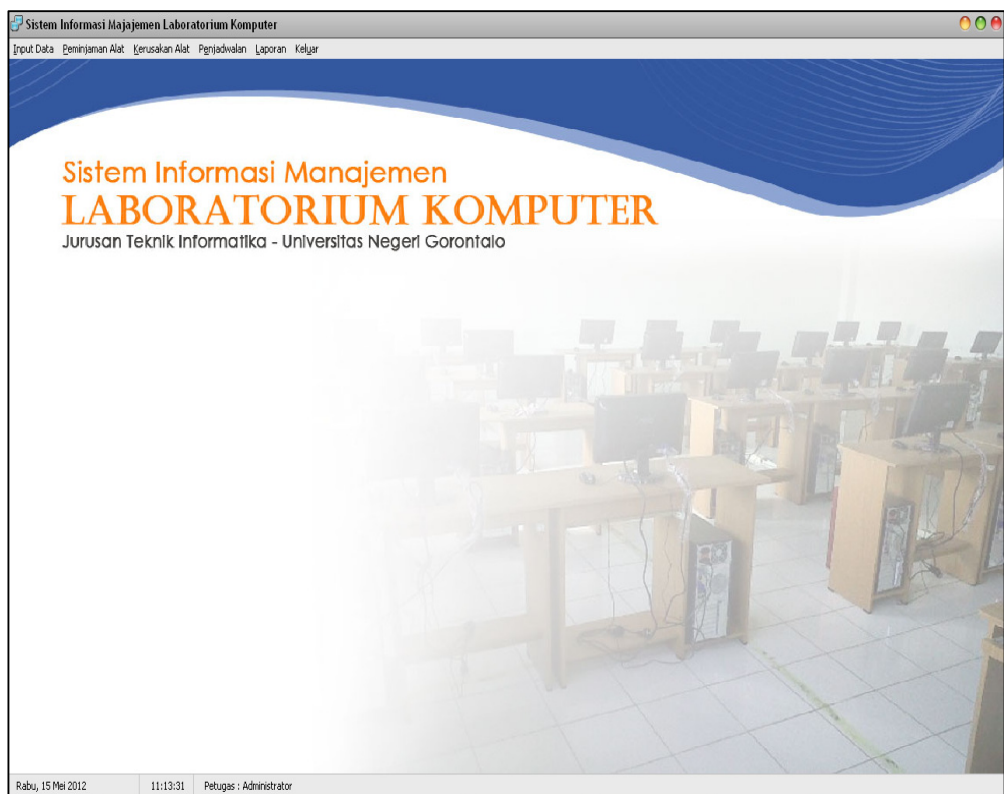 Sistem Informasi Majajemen Laboratorium Komputer
Input Data Peminjaman Alat Kerusakan Alat Penjadwalan Laporan Keluar
Sistem Informasi Manajemen
LABORATORIUM KOMPUTER
Jurusan Teknik Informatika - Universitas Negeri Gorontalo
Rabu, 15 Mei 2012 11:13:31 Petugas : Administrator